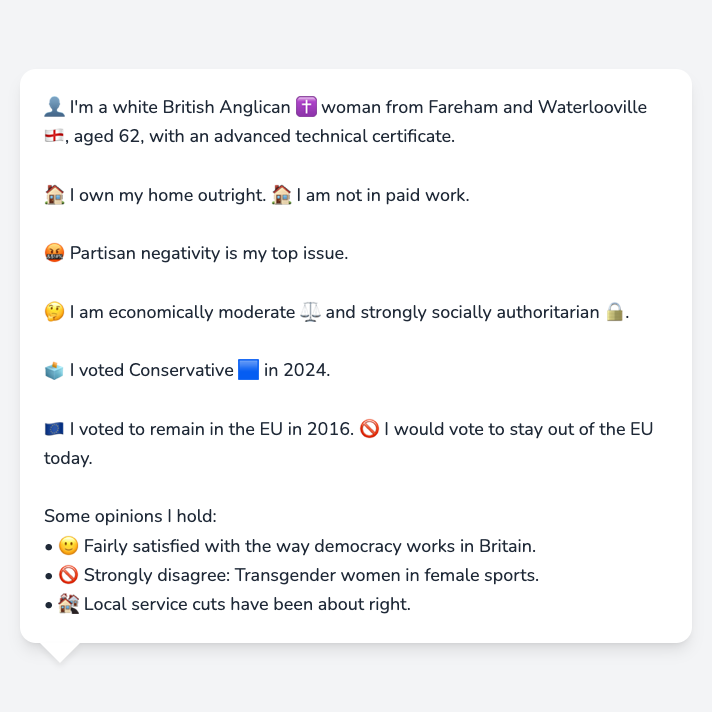 👤 I'm a white British Anglican ✝️ woman from Fareham and Waterlooville
🏴󠁧󠁢󠁥󠁮󠁧󠁿, aged 62, with an advanced technical certificate.
🏠 I own my home outright. 🏠 I am not in paid work.
🤬 Partisan negativity is my top issue.
🤔 I am economically moderate ⚖️ and strongly socially authoritarian 🔒.
🗳️ I voted Conservative 🟦 in 2024.
🇪🇺 I voted to remain in the EU in 2016. 🚫 I would vote to stay out of the EU
today.
Some opinions I hold:
• 🙂 Fairly satisfied with the way democracy works in Britain.
• 🚫 Strongly disagree: Transgender women in female sports.
• 🏚️ Local service cuts have been about right.